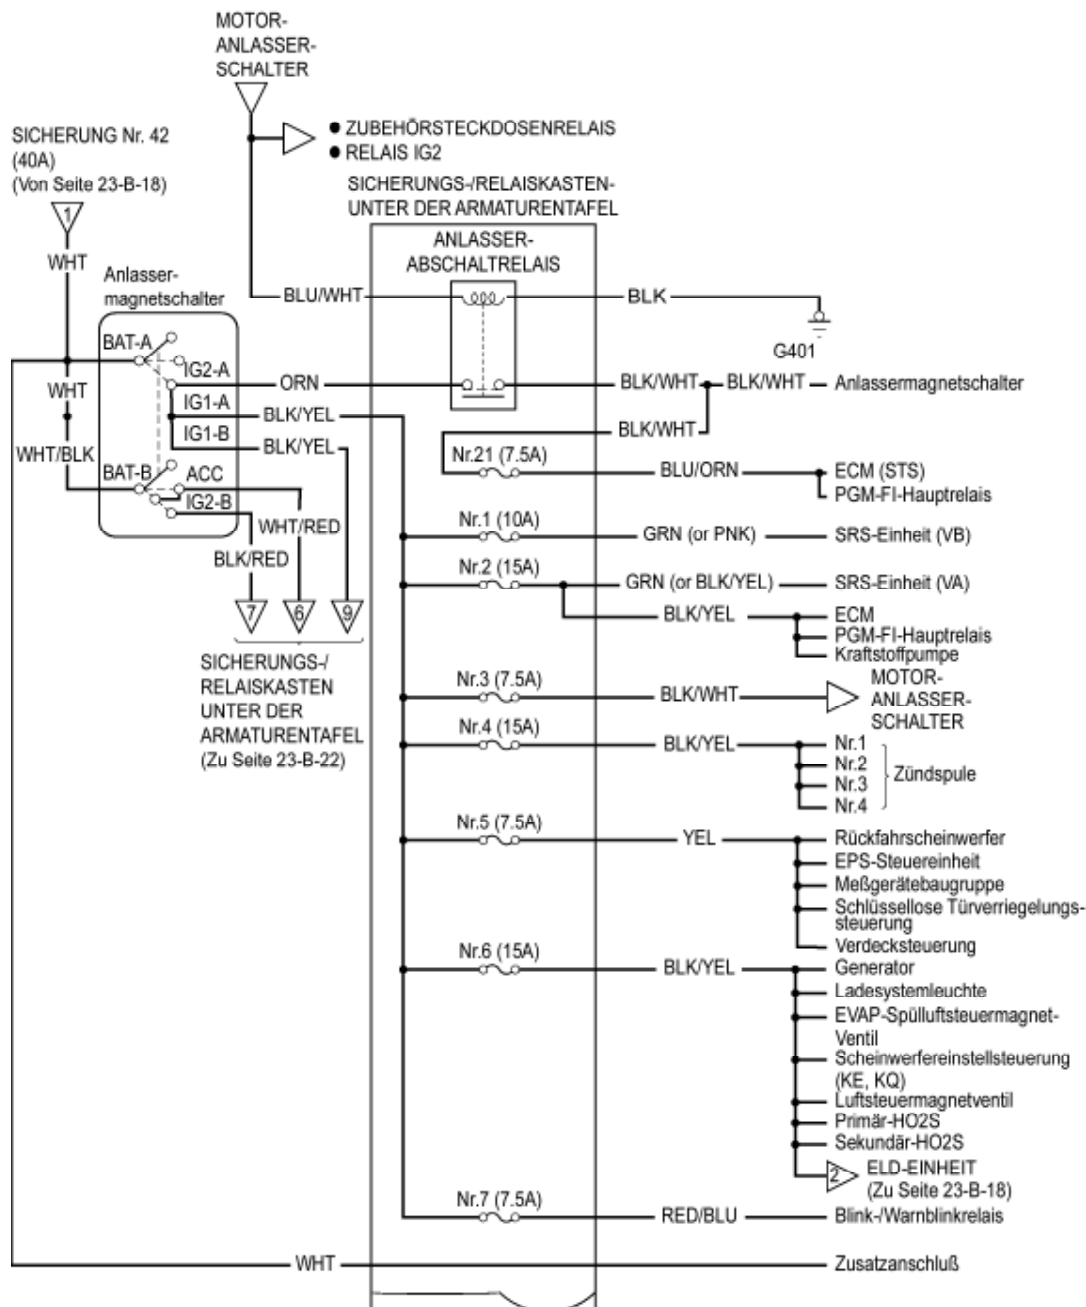 MOTOR-
ANLASSER-
SCHALTER
● ZUBEHÖRSTECKDOSENRELAIS
● RELAIS IG2
SICHERUNG Nr. 42
(40A)
(Von Seite 23-B-18)
1
WHT
SICHERUNGS-/RELAISKASTEN-
UNTER DER ARMATURENTAFEL
ANLASSER-
ABSCHALTRELAIS
Anlasser-
magnetschalter
BLU/WHT
BLK
G401
BAT-A
IG2-A
WHT
ORN
BLK/WHT
BLK/WHT
Anlassermagnetschalter
IG1-A
BLK/YEL
IG1-B
BLK/YEL
BLK/WHT
WHT/BLK
BAT-B
ACC
IG2-B
WHT/RED
BLK/RED
7
6
9
SICHERUNGS-/
RELAISKASTEN
UNTER DER
ARMATURENTAFEL
(Zu Seite 23-B-22)
Nr.21 (7.5A)
BLU/ORN
ECM (STS)
PGM-FI-Hauptrelais
Nr.1 (10A)
GRN (or PNK)
SRS-Einheit (VB)
Nr.2 (15A)
GRN (or BLK/YEL)
SRS-Einheit (VA)
BLK/YEL
ECM
PGM-FI-Hauptrelais
Kraftstoffpumpe
Nr.3 (7.5A)
BLK/WHT
MOTOR-
ANLASSER-
SCHALTER
Nr.4 (15A)
BLK/YEL
Nr.1
Nr.2
Nr.3
Nr.4
Zündspule
Nr.5 (7.5A)
YEL
Rückfahrscheinwerfer
EPS-Steuereinheit
Meßgerätebaugruppe
Schlüssellose Türverriegelungs-
steuerung
Verdecksteuerung
Nr.6 (15A)
BLK/YEL
Generator
Ladesystemleuchte
EVAP-Spülluftsteuermagnet-
Ventil
Scheinwerfereinstellsteuerung
(KE, KQ)
Luftsteuermagnetventil
Primär-HO2S
Sekundär-HO2S
2
ELD-EINHEIT
(Zu Seite 23-B-18)
Nr.7 (7.5A)
RED/BLU
Blink-/Warnblinkrelais
WHT
Zusatzanschluß